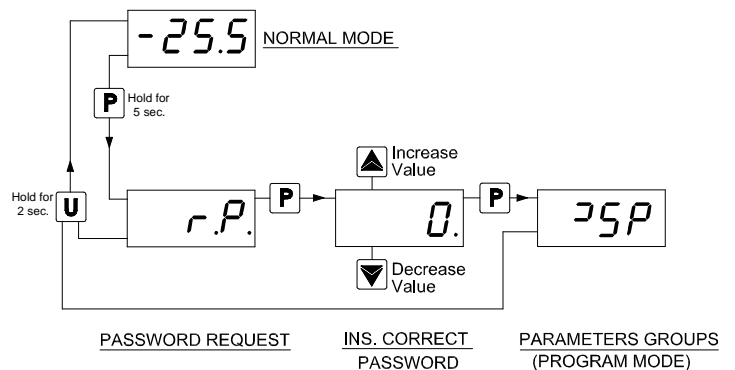 -25.5
NORMAL MODE
P
Hold for
5 sec.
Increase
Value
Hold for
2 sec.
U
r.P.
P
0.
P
⊐SP
Decrease
Value
PASSWORD REQUEST
INS. CORRECT
PASSWORD
PARAMETERS GROUPS
(PROGRAM MODE)